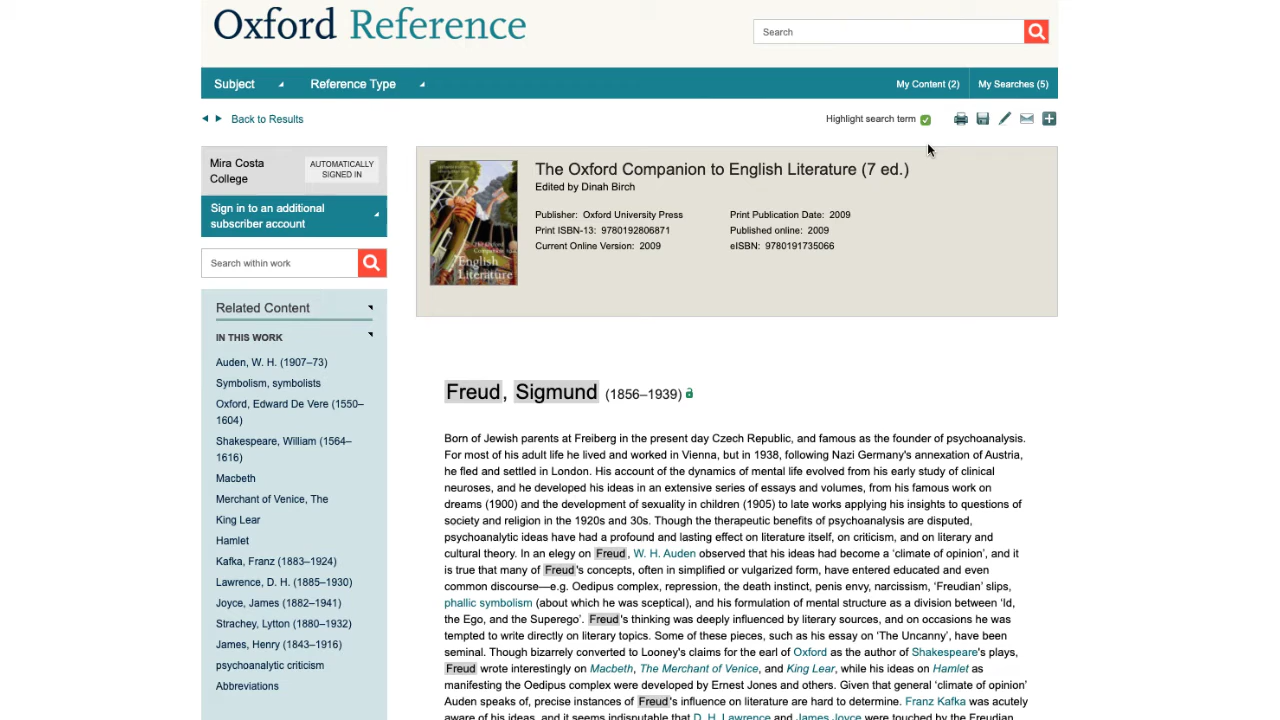 Oxford Reference
Search
Subject
Reference Type
My Content (2)
My Searches (5)
Back to Results
Highlight search term
Mira Costa
College
AUTOMATICALLY
SIGNED IN
Sign in to an additional
subscriber account
Search within work
Related Content
IN THIS WORK
Auden, W. H. (1907–73)
Symbolism, symbolists
Oxford, Edward De Vere (1550–
1604)
Shakespeare, William (1564–
1616)
Macbeth
Merchant of Venice, The
King Lear
Hamlet
Kafka, Franz (1883–1924)
Lawrence, D. H. (1885–1930)
Joyce, James (1882–1941)
Strachey, Lytton (1880–1932)
James, Henry (1843–1916)
psychoanalytic criticism
Abbreviations
English
Literature
The Oxford Companion to English Literature (7 ed.)
Edited by Dinah Birch
Publisher: Oxford University Press
Print Publication Date: 2009
Print ISBN-13: 9780192806871
Published online: 2009
Current Online Version: 2009
eISBN: 9780191735066
Freud, Sigmund (1856–1939)
Born of Jewish parents at Freiberg in the present day Czech Republic, and famous as the founder of psychoanalysis.
For most of his adult life he lived and worked in Vienna, but in 1938, following Nazi Germany's annexation of Austria,
he fled and settled in London. His account of the dynamics of mental life evolved from his early study of clinical
neuroses, and he developed his ideas in an extensive series of essays and volumes, from his famous work on
dreams (1900) and the development of sexuality in children (1905) to late works applying his insights to questions of
society and religion in the 1920s and 30s. Though the therapeutic benefits of psychoanalysis are disputed,
psychoanalytic ideas have had a profound and lasting effect on literature itself, on criticism, and on literary and
cultural theory. In an elegy on Freud, W. H. Auden observed that his ideas had become a ‘climate of opinion’, and it
is true that many of Freud's concepts, often in simplified or vulgarized form, have entered educated and even
common discourse—e.g. Oedipus complex, repression, the death instinct, penis envy, narcissism, ‘Freudian’ slips,
phallic symbolism (about which he was sceptical), and his formulation of mental structure as a division between ‘Id,
the Ego, and the Superego’. Freud's thinking was deeply influenced by literary sources, and on occasions he was
tempted to write directly on literary topics. Some of these pieces, such as his essay on ‘The Uncanny’, have been
seminal. Though bizarrely converted to Looney's claims for the earl of Oxford as the author of Shakespeare's plays,
Freud wrote interestingly on Macbeth, The Merchant of Venice, and King Lear, while his ideas on Hamlet as
manifesting the Oedipus complex were developed by Ernest Jones and others. Given that general ‘climate of opinion’
Auden speaks of, precise instances of Freud's influence on literature are hard to determine. Franz Kafka was acutely
aware of his ideas, and it seems indisputable that D. H. Lawrence and James Joyce were touched by the Freudian